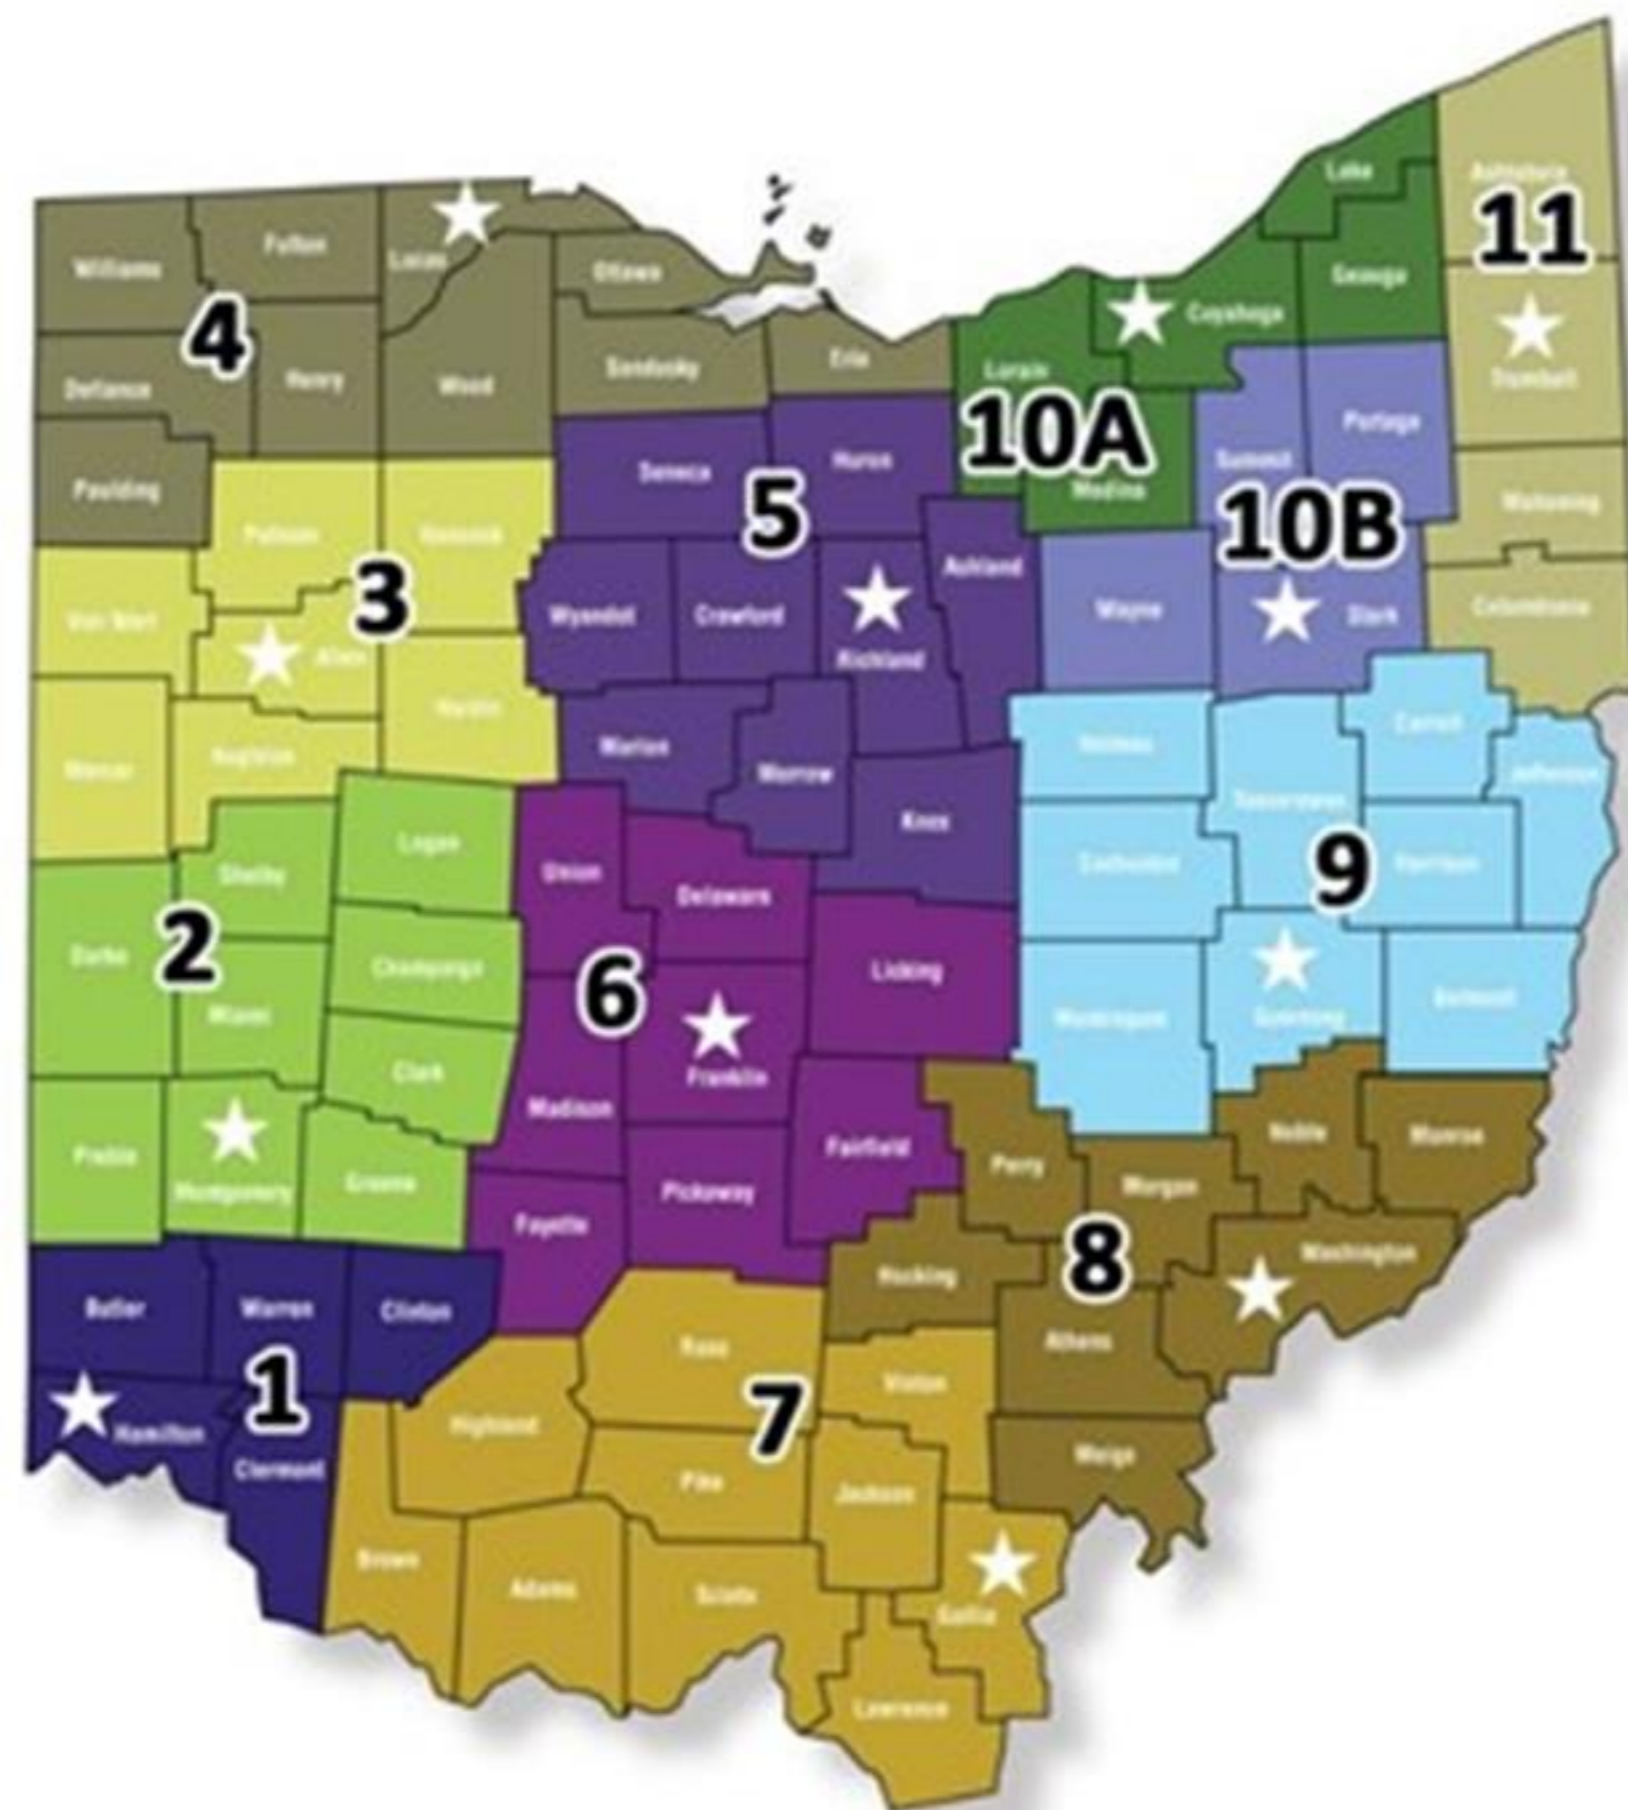 Lake
Ashtabula
11
Williams
Fulton
Lucas
Ottawa
Geauga
Cuyahoga
4
Defiance
Henry
Wood
Sandusky
Erie
Lorain
Trumbull
10A
Medina
Summit
Portage
Paulding
Seneca
Huron
5
10B
Mahoning
Putnam
Hancock
3
Van Wert
Allen
Wyandot
Crawford
Richland
Ashland
Wayne
Stark
Columbiana
Mercer
Auglaize
Hardin
Marion
Morrow
Holmes
Carroll
Jefferson
Tuscarawas
Logan
Knox
Shelby
Union
Delaware
Coshocton
9
Harrison
Darke
2
Champaign
6
Licking
Miami
Muskingum
Guernsey
Belmont
Clark
Franklin
Madison
Preble
Montgomery
Greene
Fairfield
Perry
Morgan
Noble
Monroe
Pickaway
Fayette
8
Washington
Hocking
Butler
Warren
Clinton
Ross
Athens
1
7
Vinton
Hamilton
Highland
Clermont
Pike
Jackson
Meigs
Brown
Adams
Scioto
Gallia
Lawrence